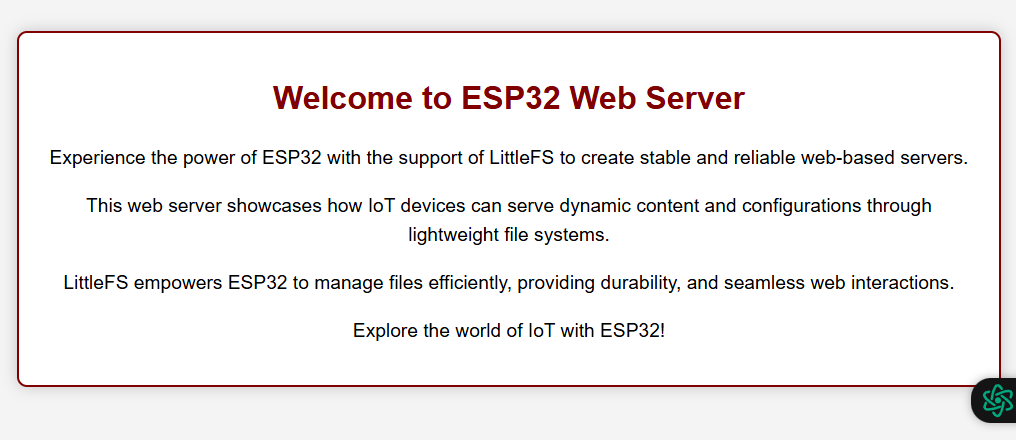 Welcome to ESP32 Web Server
Experience the power of ESP32 with the support of LittleFS to create stable and reliable web-based servers.
This web server showcases how IoT devices can serve dynamic content and configurations through
lightweight file systems.
LittleFS empowers ESP32 to manage files efficiently, providing durability, and seamless web interactions.
Explore the world of IoT with ESP32!